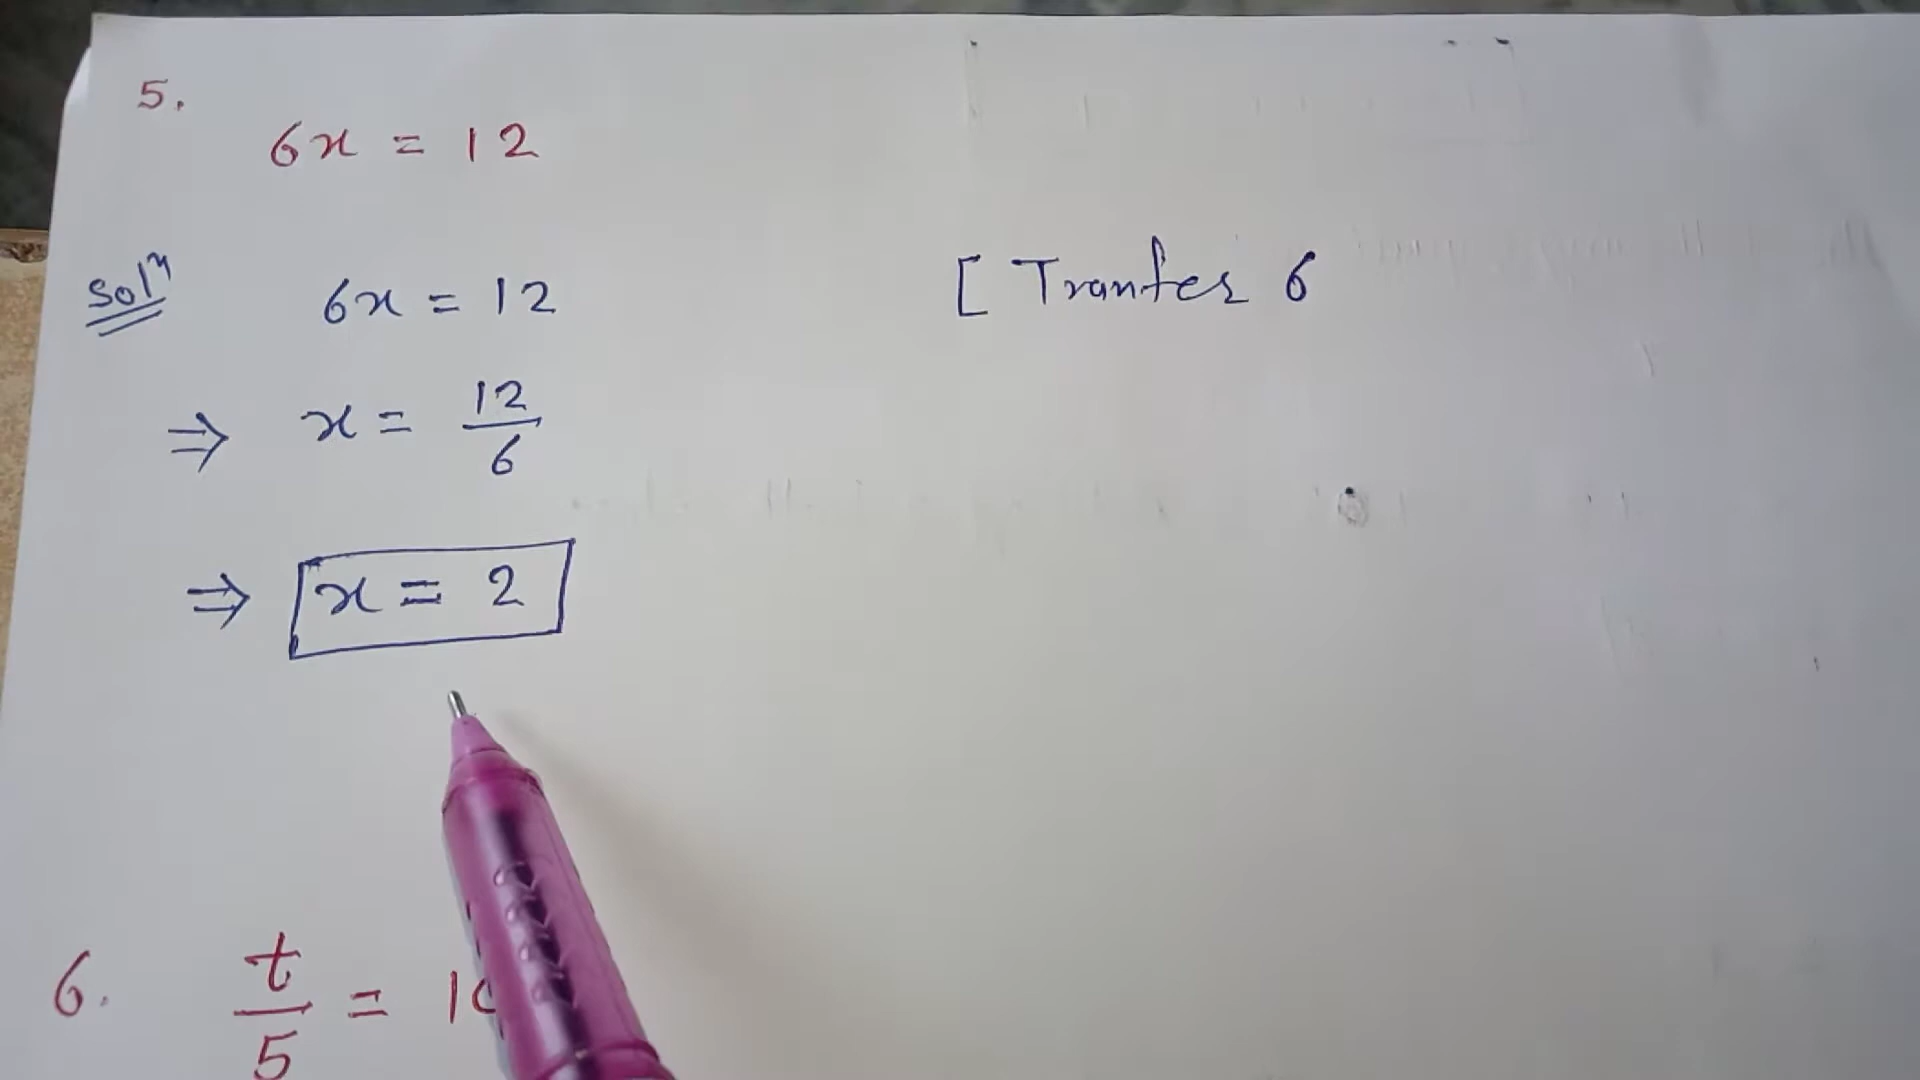 5.
6x = 12
Solⁿ 6x = 12 [ Tranfer 6
⇒ x = 12/6
⇒ x = 2
6. t/5 = 1